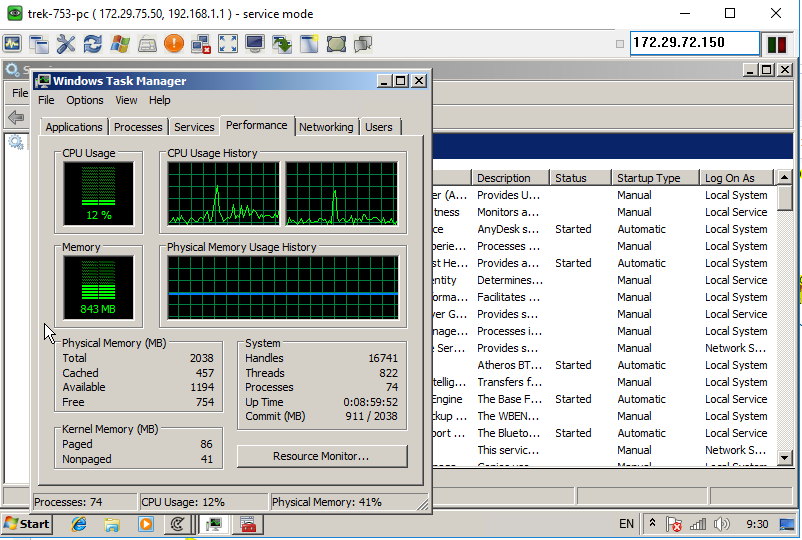 trek-753-pc ( 172.29.75.50, 192.168.1.1 ) - service mode
172.29.72.150
S
File
Windows Task Manager
File Options View Help
Applications Processes Services Performance Networking Users
CPU Usage CPU Usage History
12 %
Memory Physical Memory Usage History
843 MB
Physical Memory (MB)
Total 2038
Cached 457
Available 1194
Free 754
Kernel Memory (MB)
Paged 86
Nonpaged 41
System
Handles 16741
Threads 822
Processes 74
Up Time 0:08:59:52
Commit (MB) 911 / 2038
Resource Monitor...
Processes: 74 CPU Usage: 12% Physical Memory: 41%
Description Status Startup Type Log On As
er (A... Provides U... Manual Local System
tness Monitors a... Manual Local Service
ce AnyDesk s... Started Automatic Local System
perie... Processes ... Manual Local System
st He... Provides a... Started Automatic Local System
entity Determines... Manual Local Service
forma... Facilitates ... Manual Local System
ver G... Provides s... Manual Local Service
nage... Processes i... Manual Local System
e Ser... Provides s... Manual Network S...
Atheros BT... Started Automatic Local System
ntellig... Transfers f... Manual Local System
Engine The Base F... Started Automatic Local Service
ckup ... The WBEN... Manual Local System
port ... The Blueto... Started Automatic Local Service
This servic... Manual Network S...
Start EN 9:30